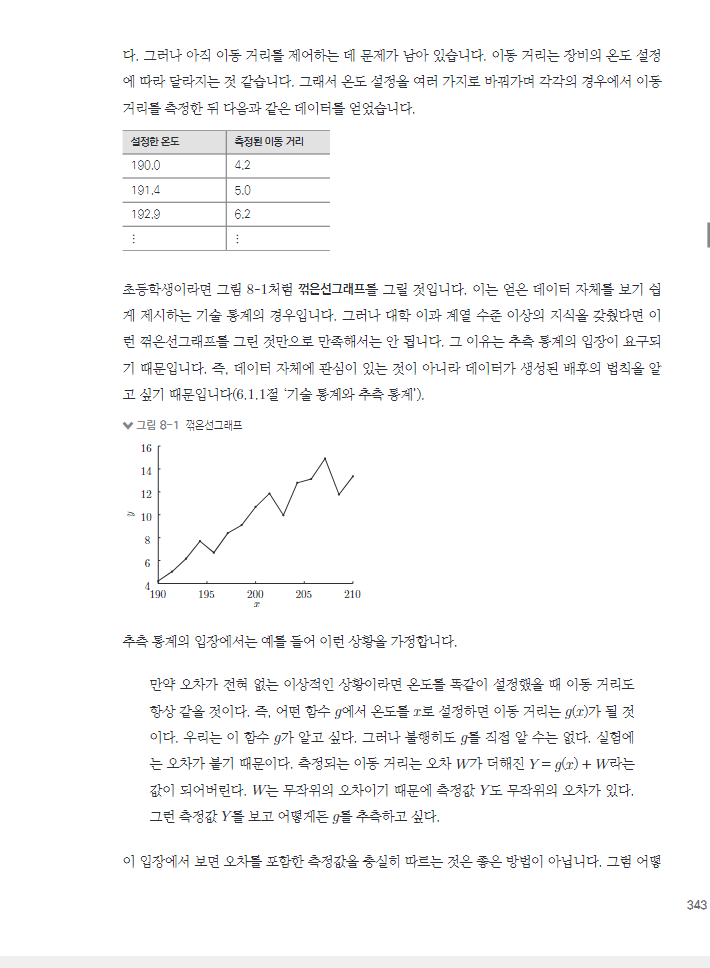 다. 그러나 아직 이동 거리를 제어하는 데 문제가 남아 있습니다. 이동 거리는 장비의 온도 설정
에 따라 달라지는 것 같습니다. 그래서 온도 설정을 여러 가지로 바꿔가며 각각의 경우에서 이동
거리를 측정한 뒤 다음과 같은 데이터를 얻었습니다.
설정한 온도 측정된 이동 거리
190.0 4.2
191.4 5.0
192.9 6.2
⋮ ⋮
초등학생이라면 그림 8-1처럼 꺾은선그래프를 그릴 것입니다. 이는 얻은 데이터 자체를 보기 쉽
게 제시하는 기술 통계의 경우입니다. 그러나 대학 이과 계열 수준 이상의 지식을 갖췄다면 이
런 꺾은선그래프를 그린 것만으로 만족해서는 안 됩니다. 그 이유는 추측 통계의 입장이 요구되
기 때문입니다. 즉, 데이터 자체에 관심이 있는 것이 아니라 데이터가 생성된 배후의 법칙을 알
고 싶기 때문입니다(6.1.1절 ‘기술 통계와 추측 통계’).
그림 8-1 꺾은선그래프
16
14
12
y 10
8
6
4
190 195 200 205 210
x
추측 통계의 입장에서는 예를 들어 이런 상황을 가정합니다.
만약 오차가 전혀 없는 이상적인 상황이라면 온도를 똑같이 설정했을 때 이동 거리도
항상 같을 것이다. 즉, 어떤 함수 g에서 온도를 x로 설정하면 이동 거리는 g(x)가 될 것
이다. 우리는 이 함수 g가 알고 싶다. 그러나 불행히도 g를 직접 알 수는 없다. 실험에
는 오차가 붙기 때문이다. 측정되는 이동 거리는 오차 W가 더해진 Y = g(x) + W라는
값이 되어버린다. W는 무작위의 오차이기 때문에 측정값 Y도 무작위의 오차가 있다.
그런 측정값 Y를 보고 어떻게든 g를 추측하고 싶다.
이 입장에서 보면 오차를 포함한 측정값을 충실히 따르는 것은 좋은 방법이 아닙니다. 그럼 어떻
343